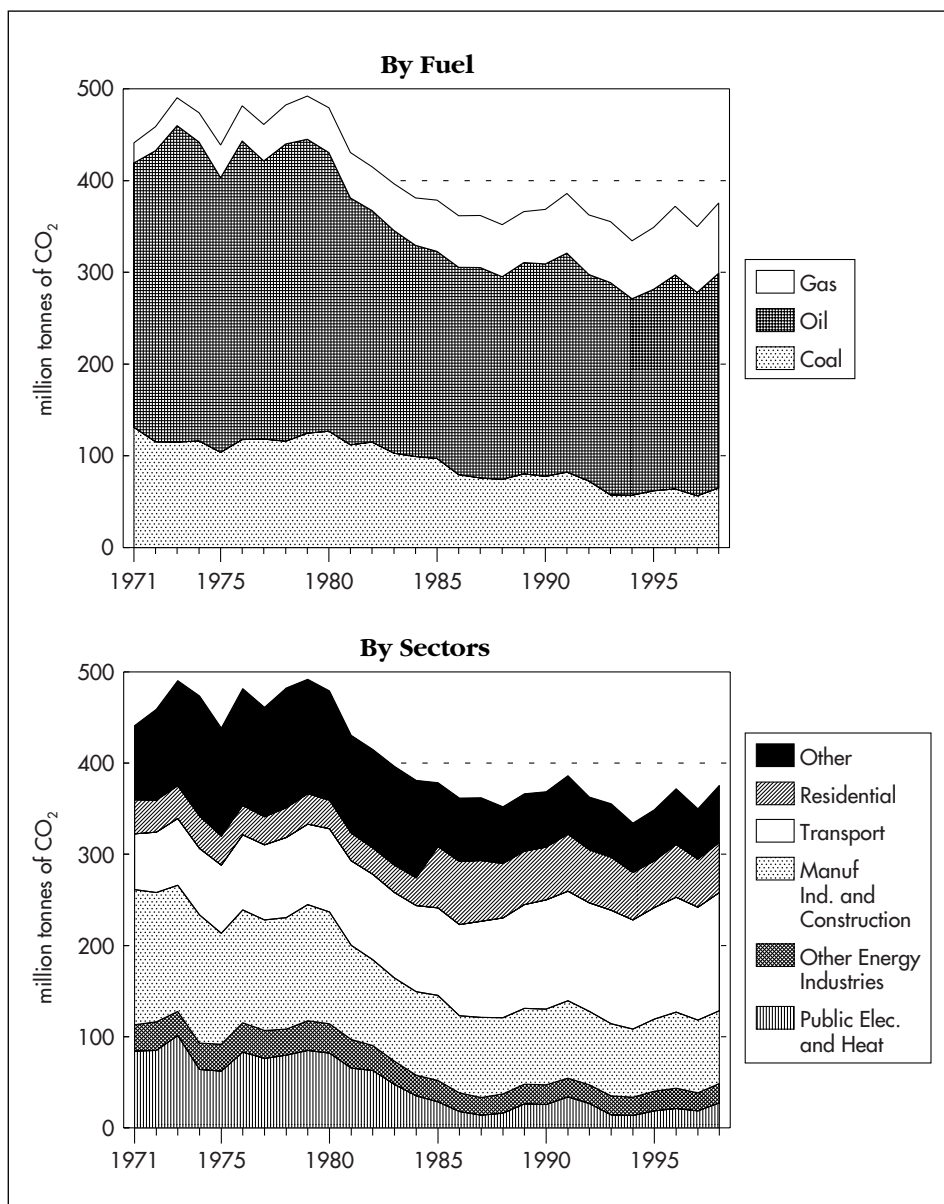 By Fuel
500
400
300
200
100
0
million tonnes of CO2
1971
1975
1980
1985
1990
1995
Gas
Oil
Coal
By Sectors
500
400
300
200
100
0
million tonnes of CO2
1971
1975
1980
1985
1990
1995
Other
Residential
Transport
Manuf
Ind. and
Construction
Other Energy
Industries
Public Elec.
and Heat